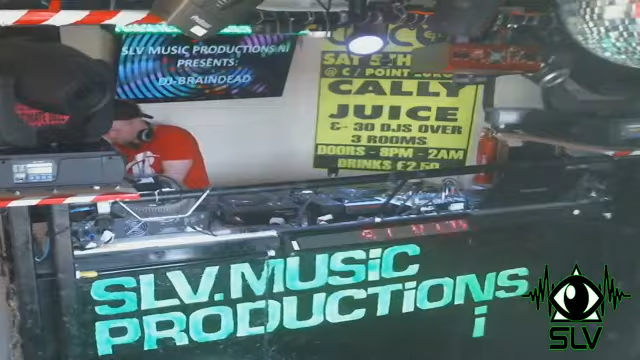 SLV MUSIC PRODUCTIONS NI
PRESENTS:
DJ-BRAINDEAD
SAT 5TH
@ C/POINT
CALLY
JUICE
&- 30 DJS OVER
3 ROOMS
DOORS - 8PM - 2AM
DRINKS £2.50
SLV.MUSiC
PRODUCTiONS
i
SLV